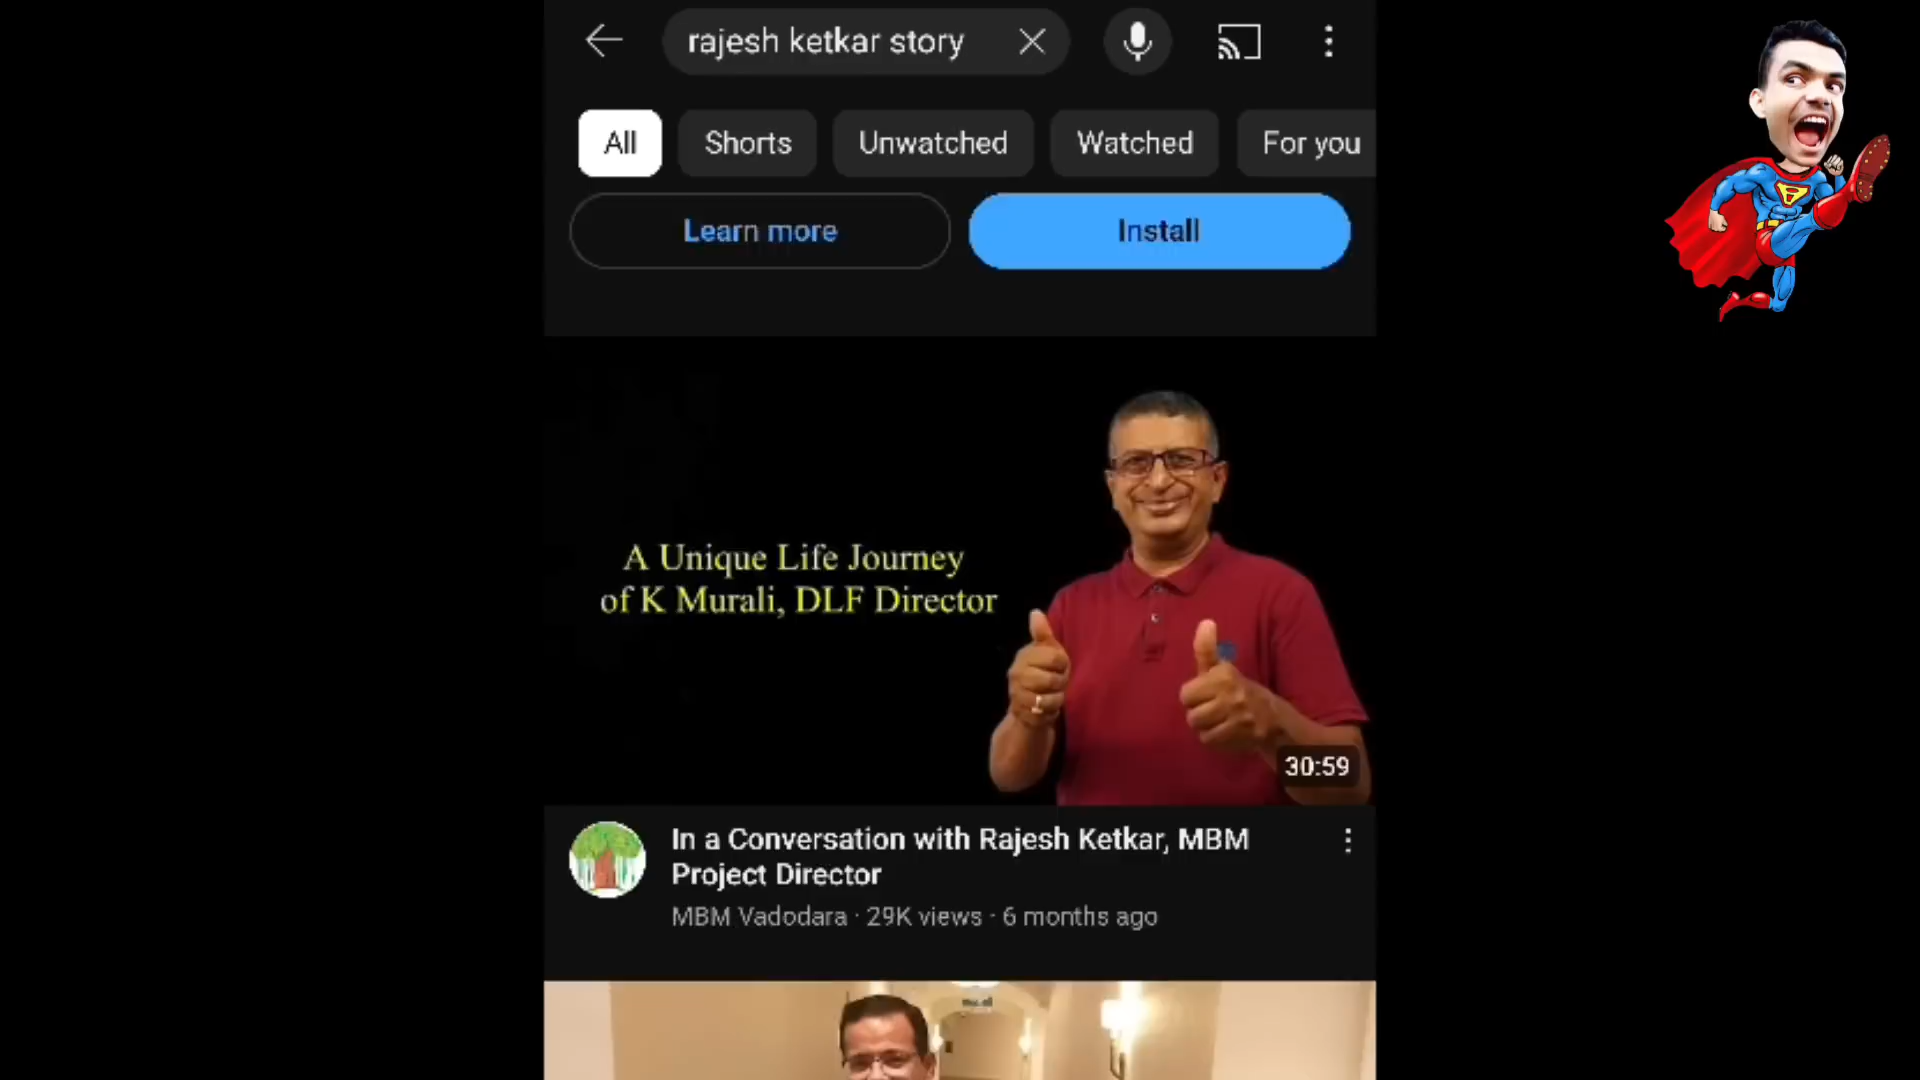 rajesh ketkar story
All Shorts Unwatched Watched For you
Learn more Install
A Unique Life Journey
of K Murali, DLF Director
30:59
In a Conversation with Rajesh Ketkar, MBM
Project Director
MBM Vadodara · 29K views · 6 months ago